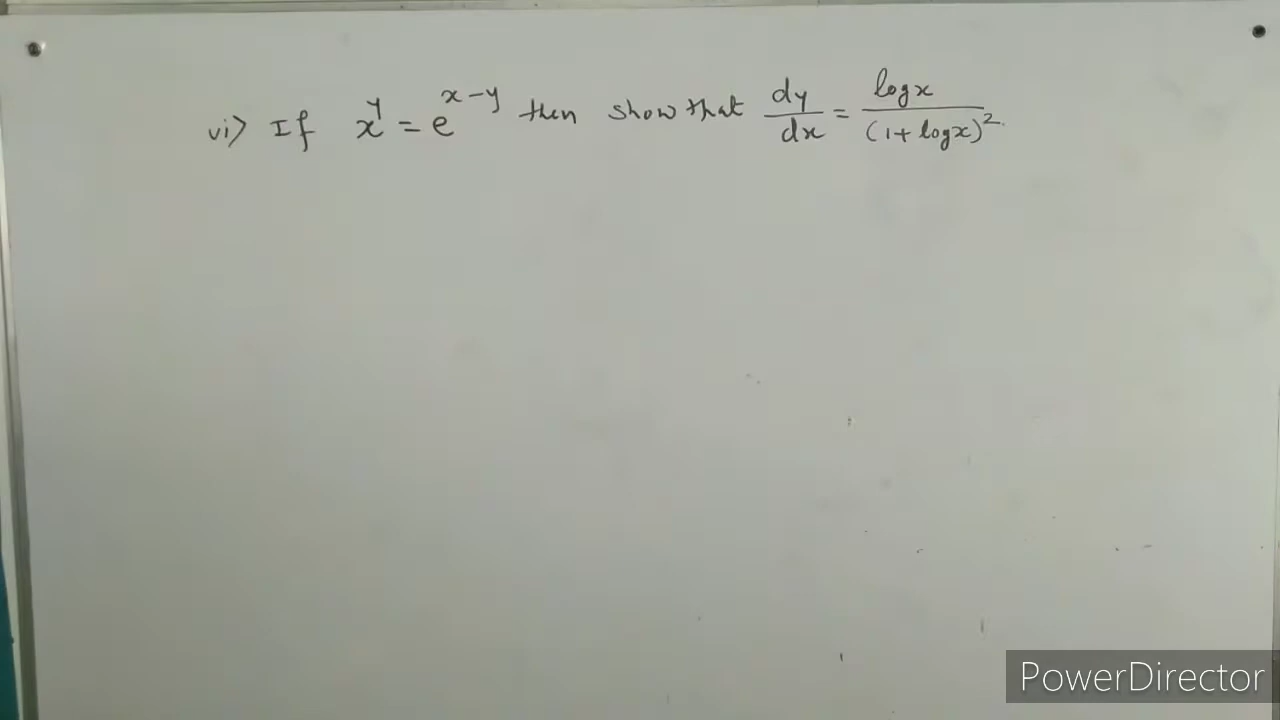 vi) If x^y = e^{x-y} then show that dy/dx = log x/(1+ log x)^2.
PowerDirector